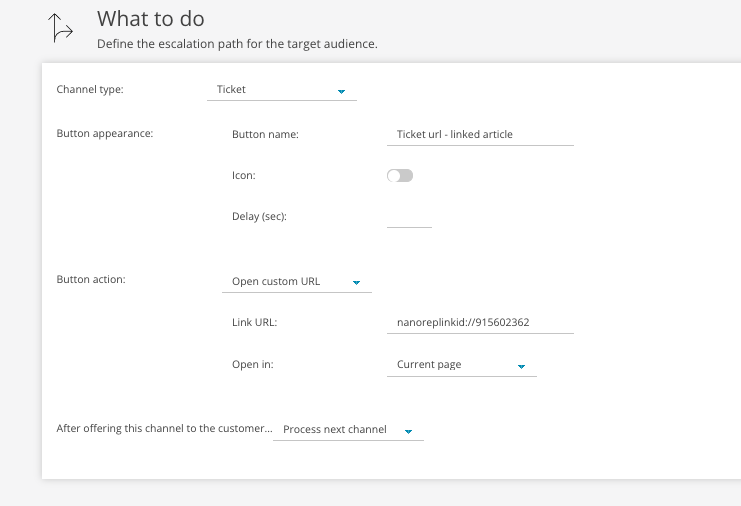 What to do
Define the escalation path for the target audience.
Channel type: Ticket
Button appearance: Button name: Ticket url - linked article
Icon:
Delay (sec):
Button action: Open custom URL
Link URL: nanoreplinkid://915602362
Open in: Current page
After offering this channel to the customer... Process next channel